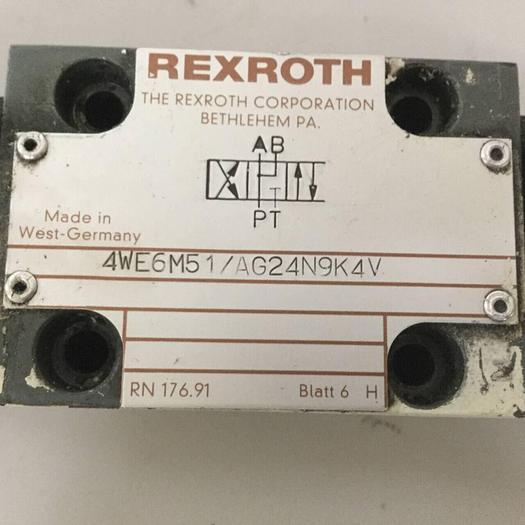 REXROTH
THE REXROTH CORPORATION
BETHLEHEM PA.
AB
PT
Made in
West-Germany
4WE6M51/AG24N9K4V
RN 176.91 Blatt 6 H